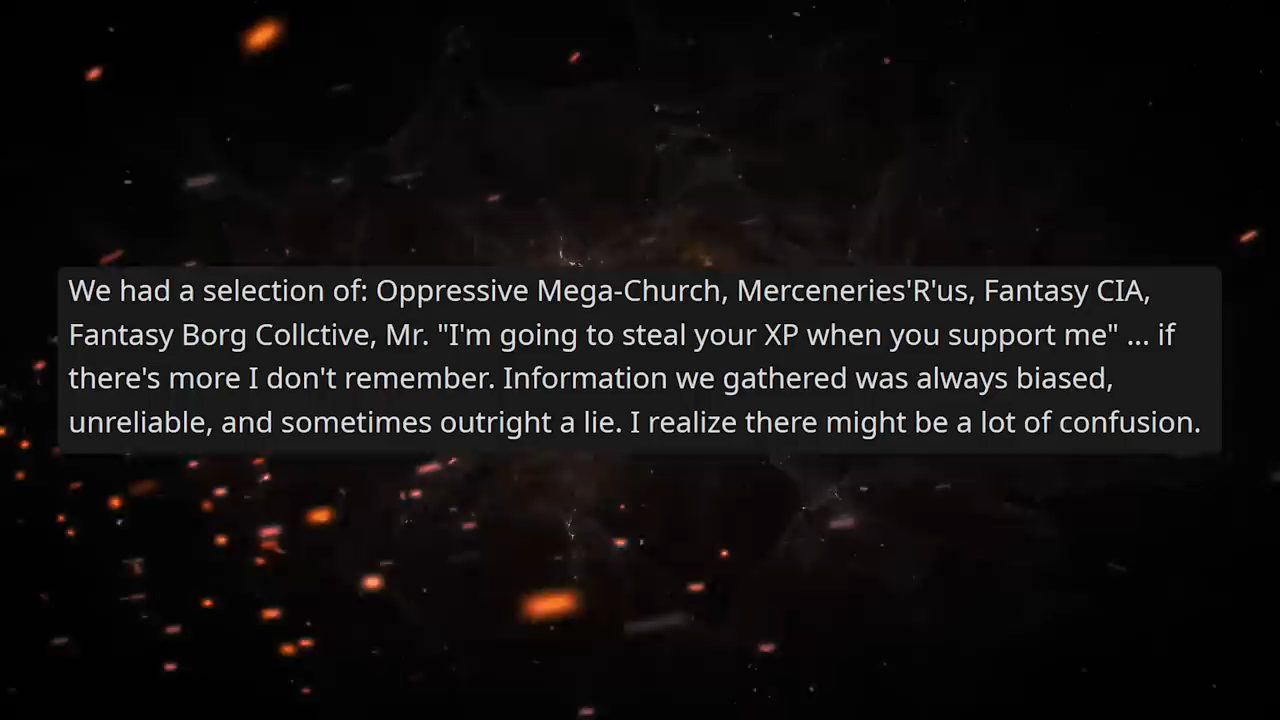 We had a selection of: Oppressive Mega-Church, Merceneries'R'us, Fantasy CIA,
Fantasy Borg Collctive, Mr. "I'm going to steal your XP when you support me" ... if
there's more I don't remember. Information we gathered was always biased,
unreliable, and sometimes outright a lie. I realize there might be a lot of confusion.